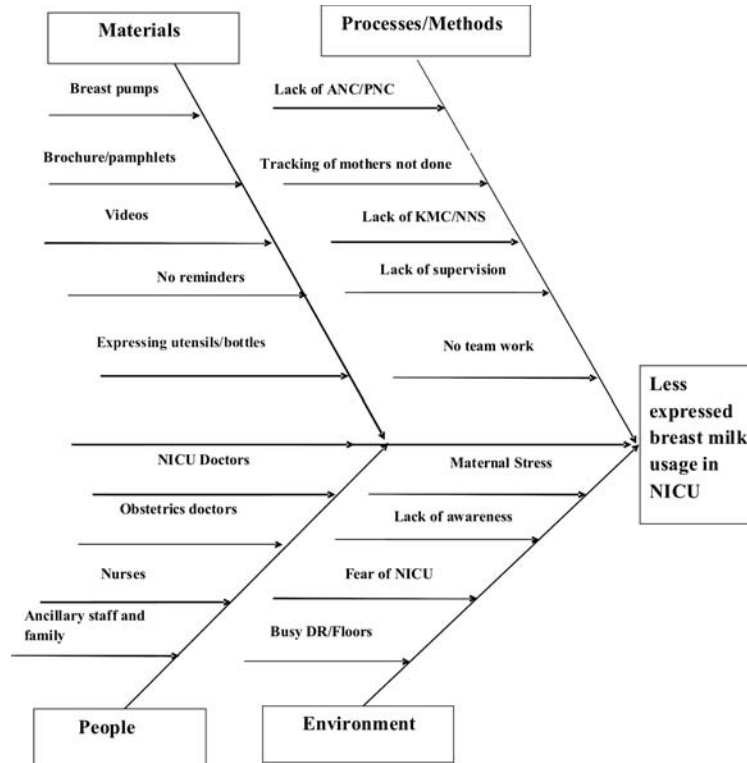 Materials
Processes/Methods
Breast pumps
Brochure/pamphlets
Videos
No reminders
Expressing utensils/bottles
Lack of ANC/PNC
Tracking of mothers not done
Lack of KMC/NNS
Lack of supervision
No team work
Less
expressed
breast milk
usage in
NICU
NICU Doctors
Obstetrics doctors
Nurses
Ancillary staff and
family
Maternal Stress
Lack of awareness
Fear of NICU
Busy DR/Floors
People
Environment